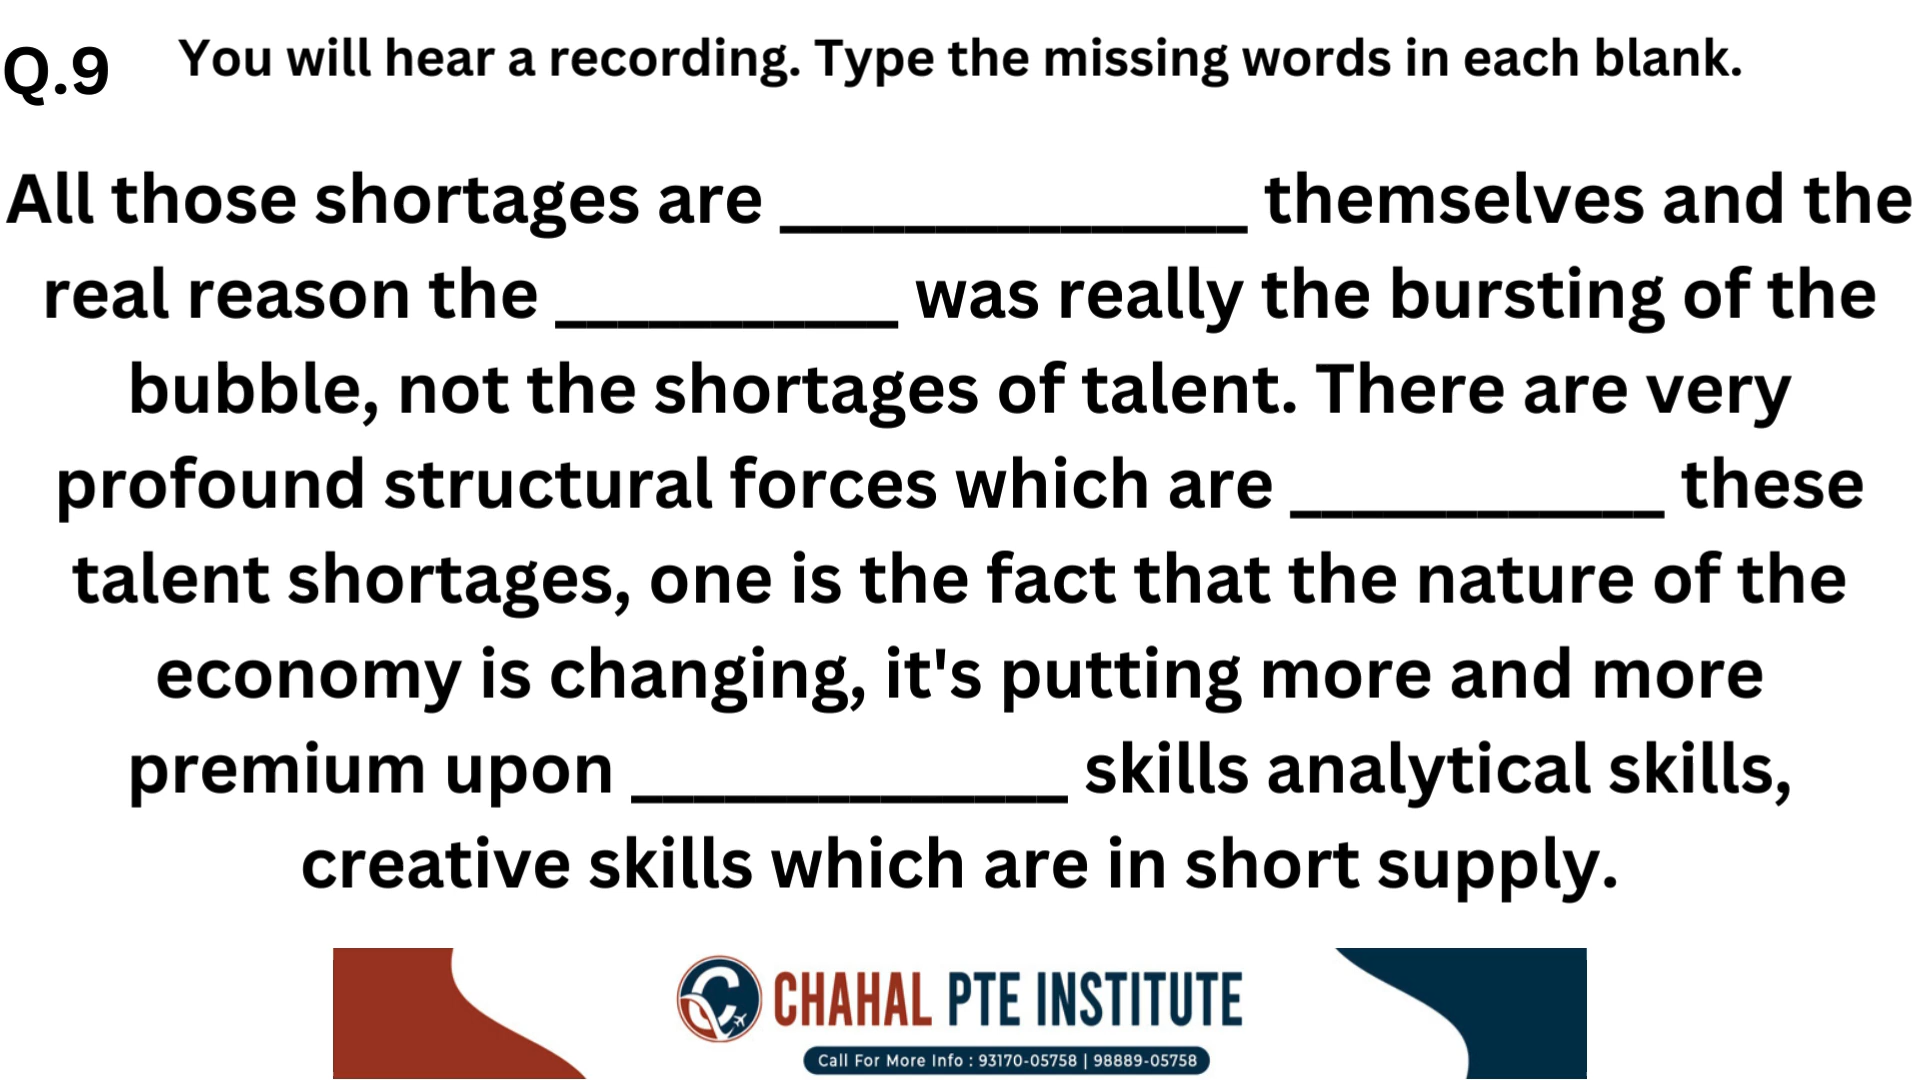 Q.9 You will hear a recording. Type the missing words in each blank.
All those shortages are _______________ themselves and the
real reason the ___________ was really the bursting of the
bubble, not the shortages of talent. There are very
profound structural forces which are ____________ these
talent shortages, one is the fact that the nature of the
economy is changing, it's putting more and more
premium upon ______________ skills analytical skills,
creative skills which are in short supply.
CHAHAL PTE INSTITUTE
Call For More Info : 93170-05758 | 98889-05758